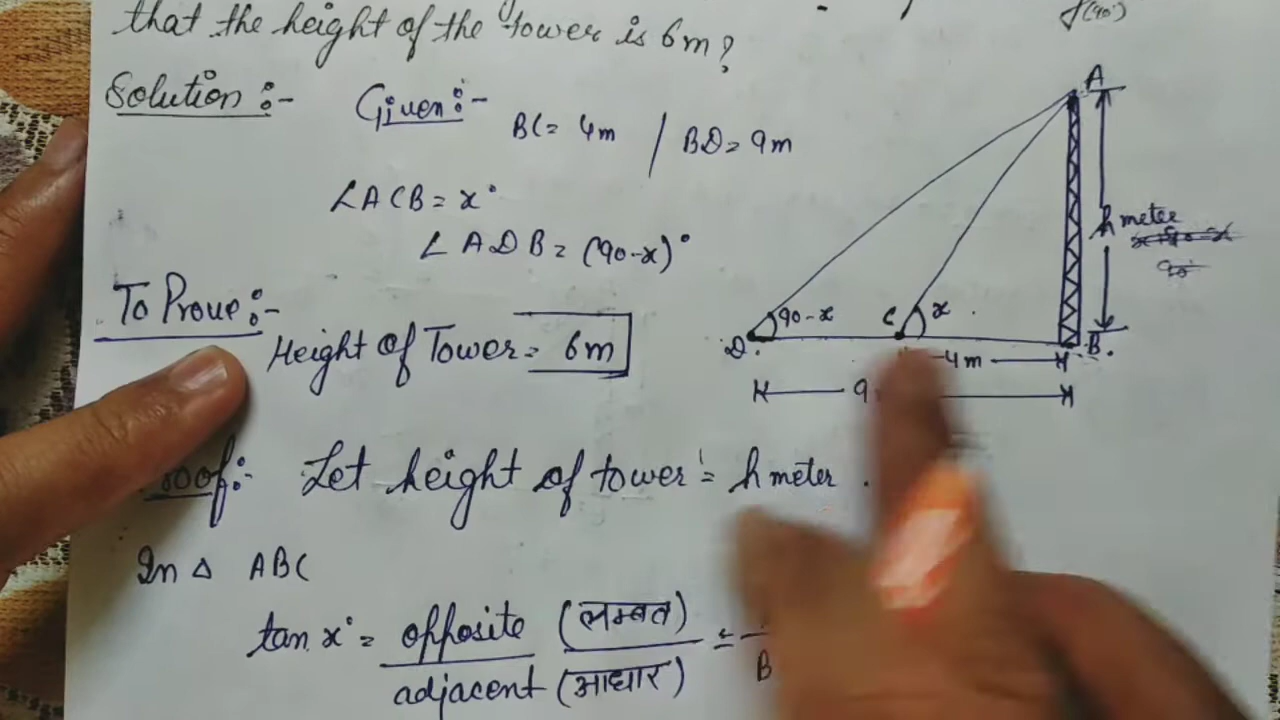 that the height of the tower is 6m?
Solution :- Given :- BC = 4m / BD = 9m
∠ACB = x°
∠ADB = (90-x)°
To Prove :-
Height of Tower = 6m
Let height of tower = h meter.
In Δ ABC
tan x° = opposite (लम्बत) / adjacent (आधार) =
B
A
h meter
90-x
C
x
D.
B.
4m
9